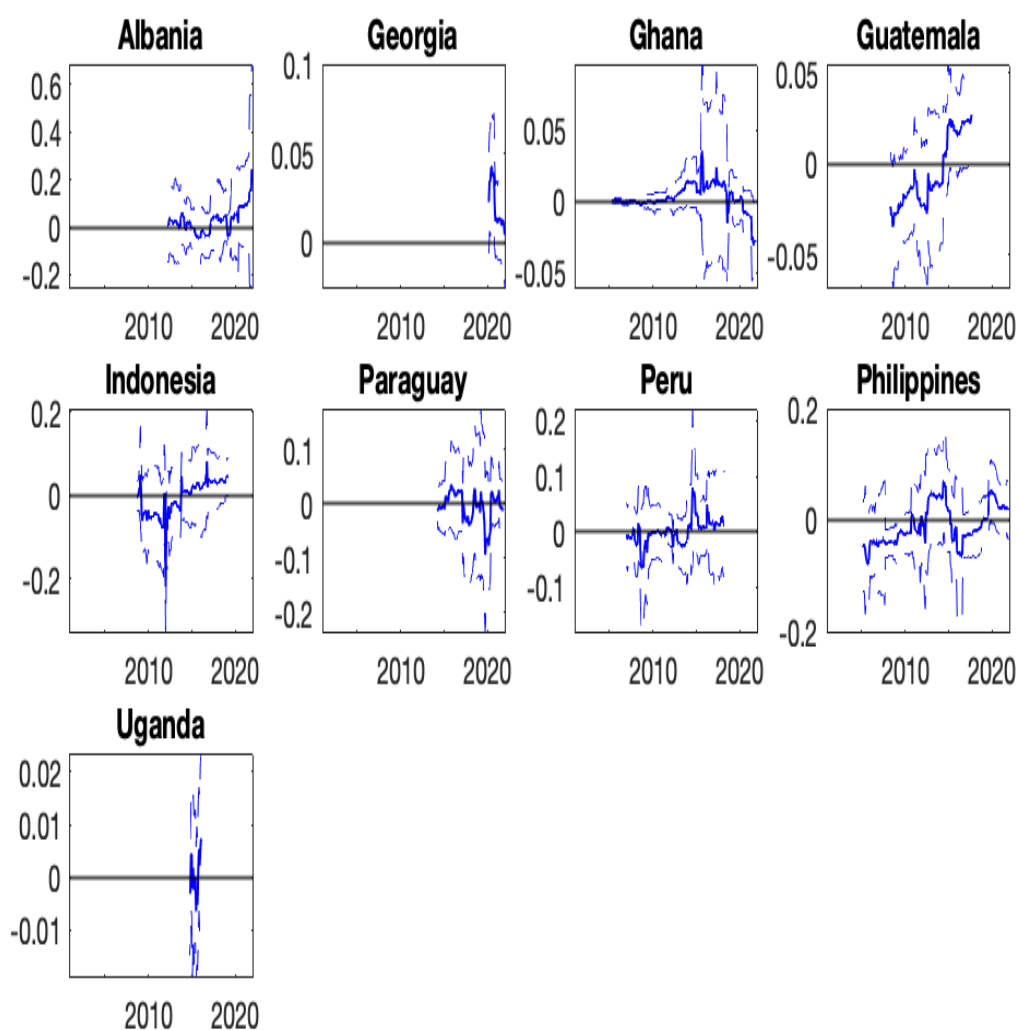 Albania Georgia Ghana Guatemala
0.6 0.1 0.05
0.4 0.05 0.05 0
0.2 0 0 -0.05
0 -0.05
-0.2
2010 2020 2010 2020 2010 2020 2010 2020
Indonesia Paraguay Peru Philippines
0.2 0.1 0.2 0.2
0 0 0.1 0
-0.2 -0.1 0 -0.2
-0.2 -0.1
2010 2020 2010 2020 2010 2020 2010 2020
Uganda
0.02
0.01
0
-0.01
2010 2020